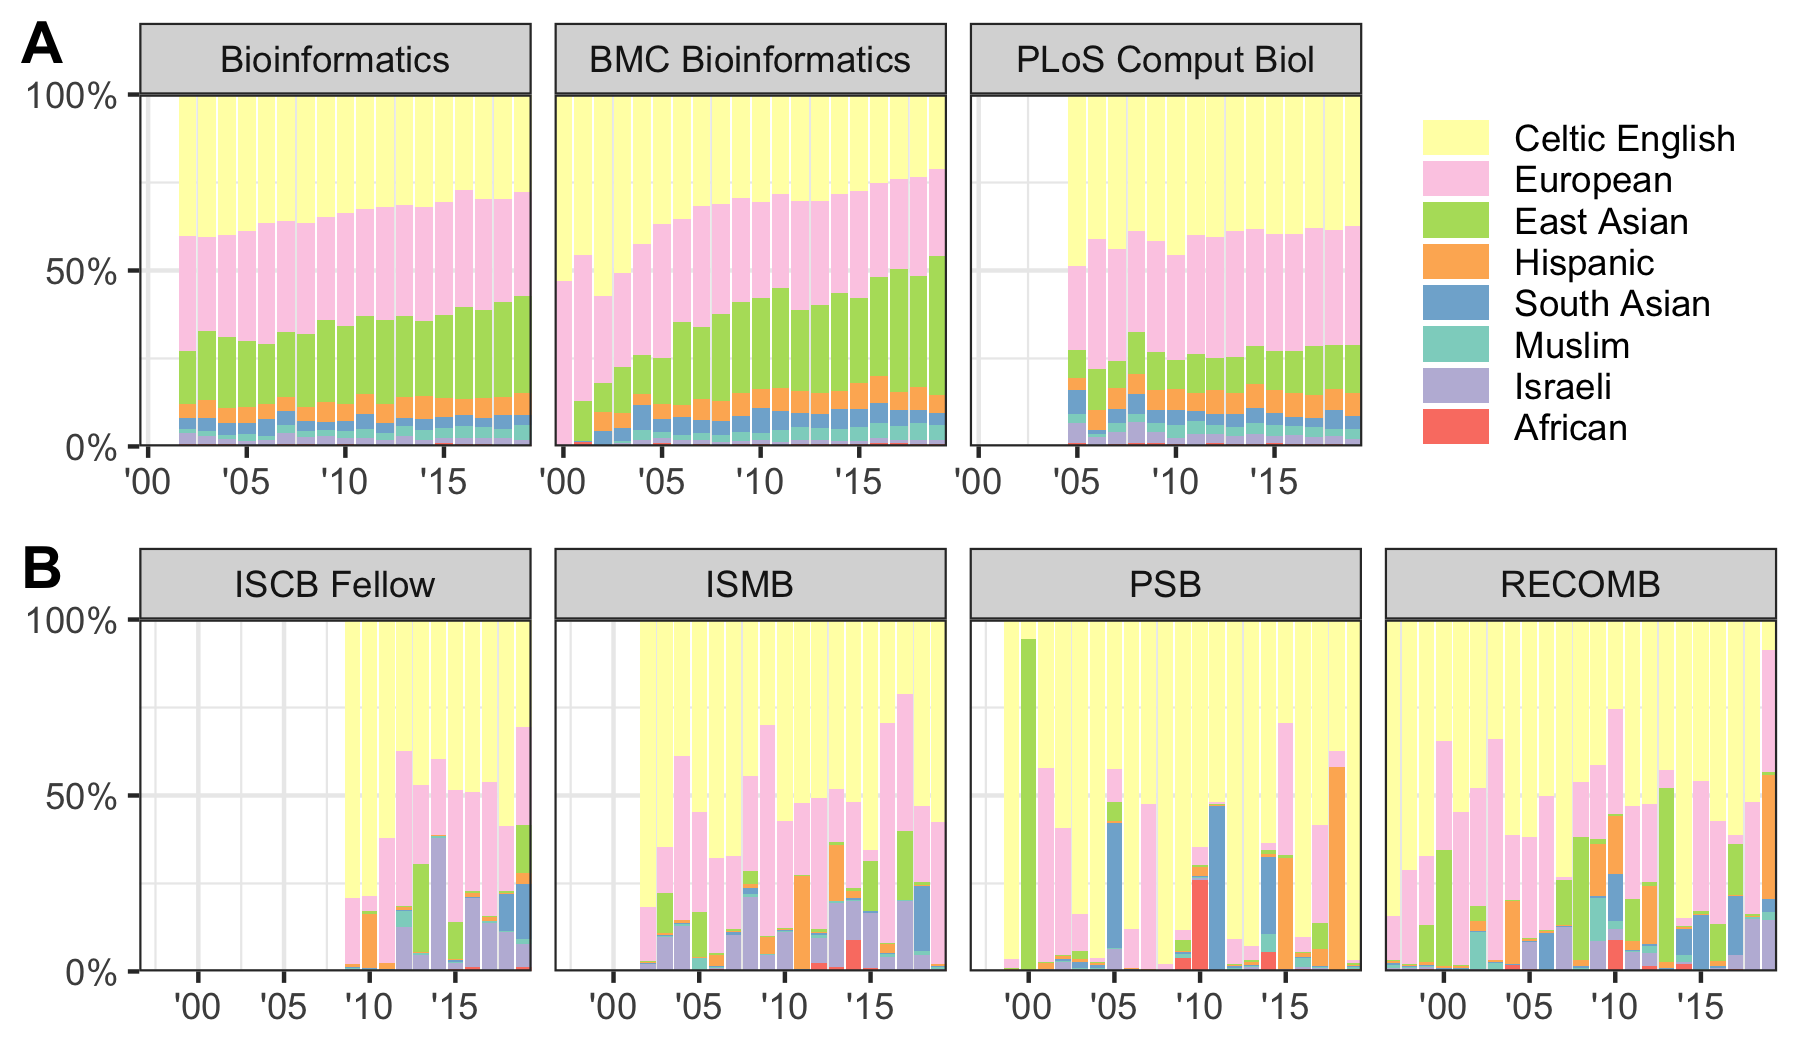 A
Bioinformatics
BMC Bioinformatics
PLoS Comput Biol
100%
50%
0%
'00 '05 '10 '15
'00 '05 '10 '15
'00 '05 '10 '15
Celtic English
European
East Asian
Hispanic
South Asian
Muslim
Israeli
African
B
ISCB Fellow
ISMB
PSB
RECOMB
100%
50%
0%
'00 '05 '10 '15
'00 '05 '10 '15
'00 '05 '10 '15
'00 '05 '10 '15